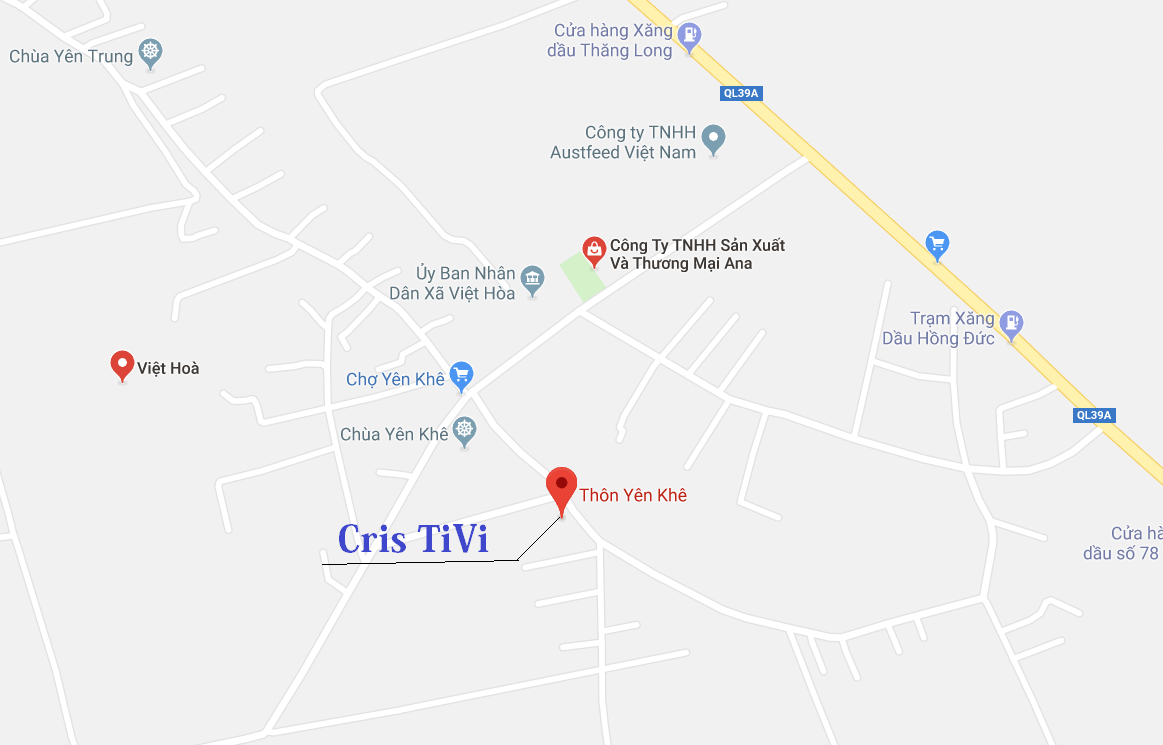 Cửa hàng Xăng
dầu Thăng Long
Chùa Yên Trung
QL39A
Công ty TNHH
Austfeed Việt Nam
Công Ty TNHH Sản Xuất
Và Thương Mại Ana
Ủy Ban Nhân
Dân Xã Việt Hòa
Trạm Xăng
Dầu Hồng Đức
Việt Hoà
Chợ Yên Khê
QL39A
Chùa Yên Khê
Thôn Yên Khê
Cris TiVi
Cửa hà
dầu số 78